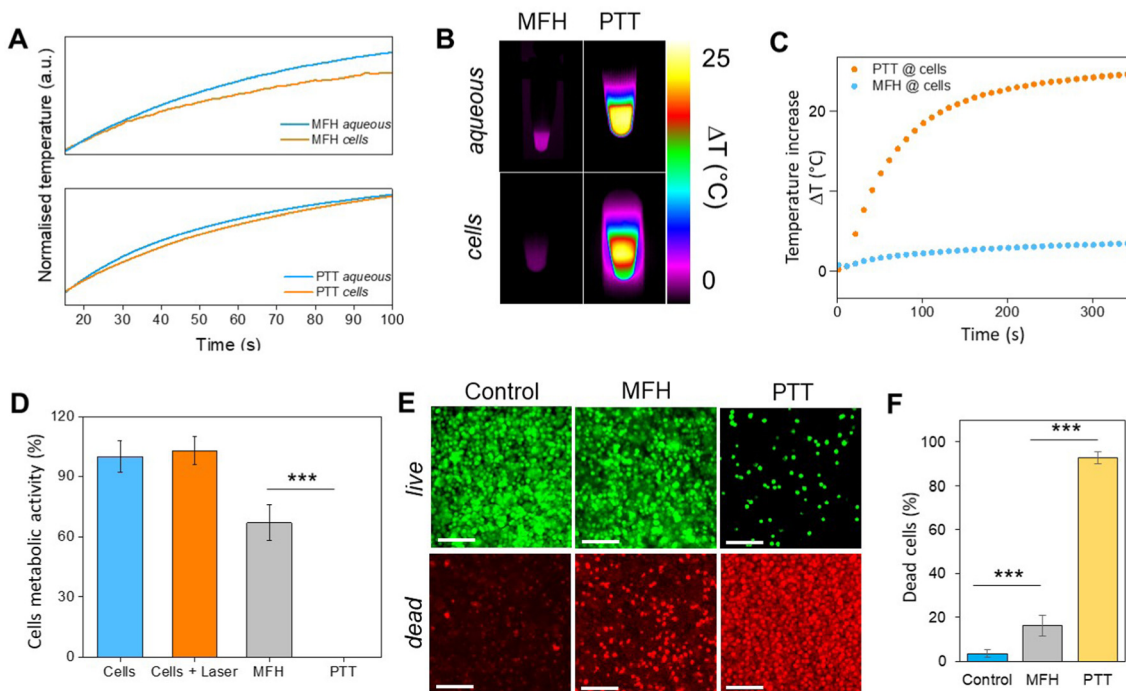 A
Normalised temperature (a.u.)
MFH aqueous
MFH cells
PTT aqueous
PTT cells
20 30 40 50 60 70 80 90 100
Time (s)
B
MFH PTT
aqueous
cells
25
ΔT (°C)
0
C
PTT @ cells
MFH @ cells
Temperature increase
ΔT (°C)
20
0
0 100 200 300
Time (s)
D
Cells metabolic activity (%)
120
90
60
30
0
***
Cells Cells + Laser MFH PTT
E
Control MFH PTT
live
dead
F
Dead cells (%)
100
80
60
40
20
0
***
***
Control MFH PTT